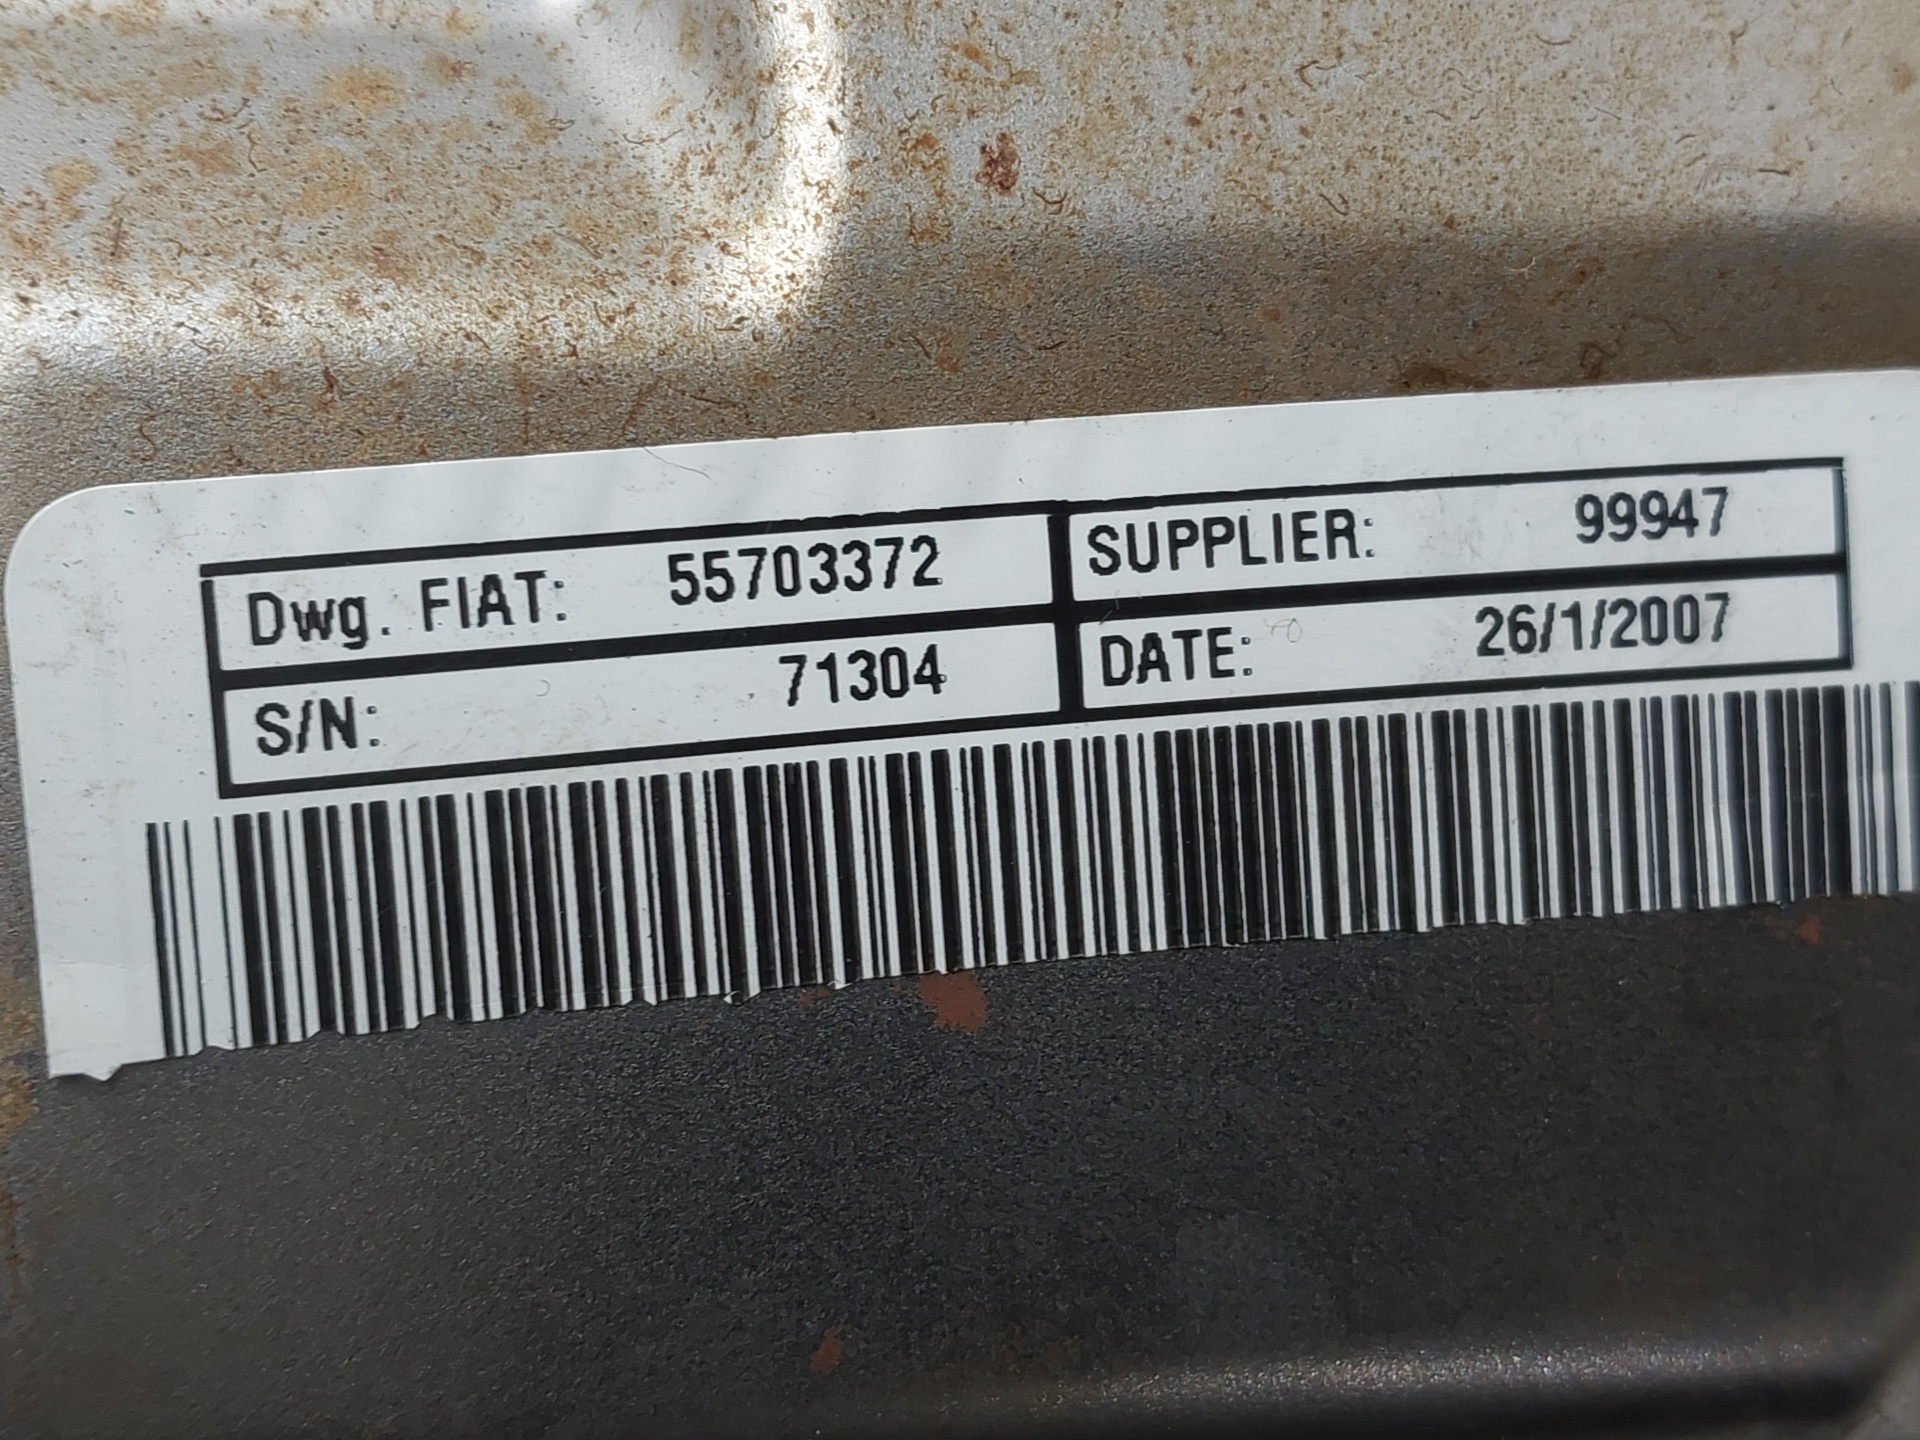 Dwg. FIAT: 55703372 SUPPLIER: 99947
S/N: 71304 DATE: 26/1/2007